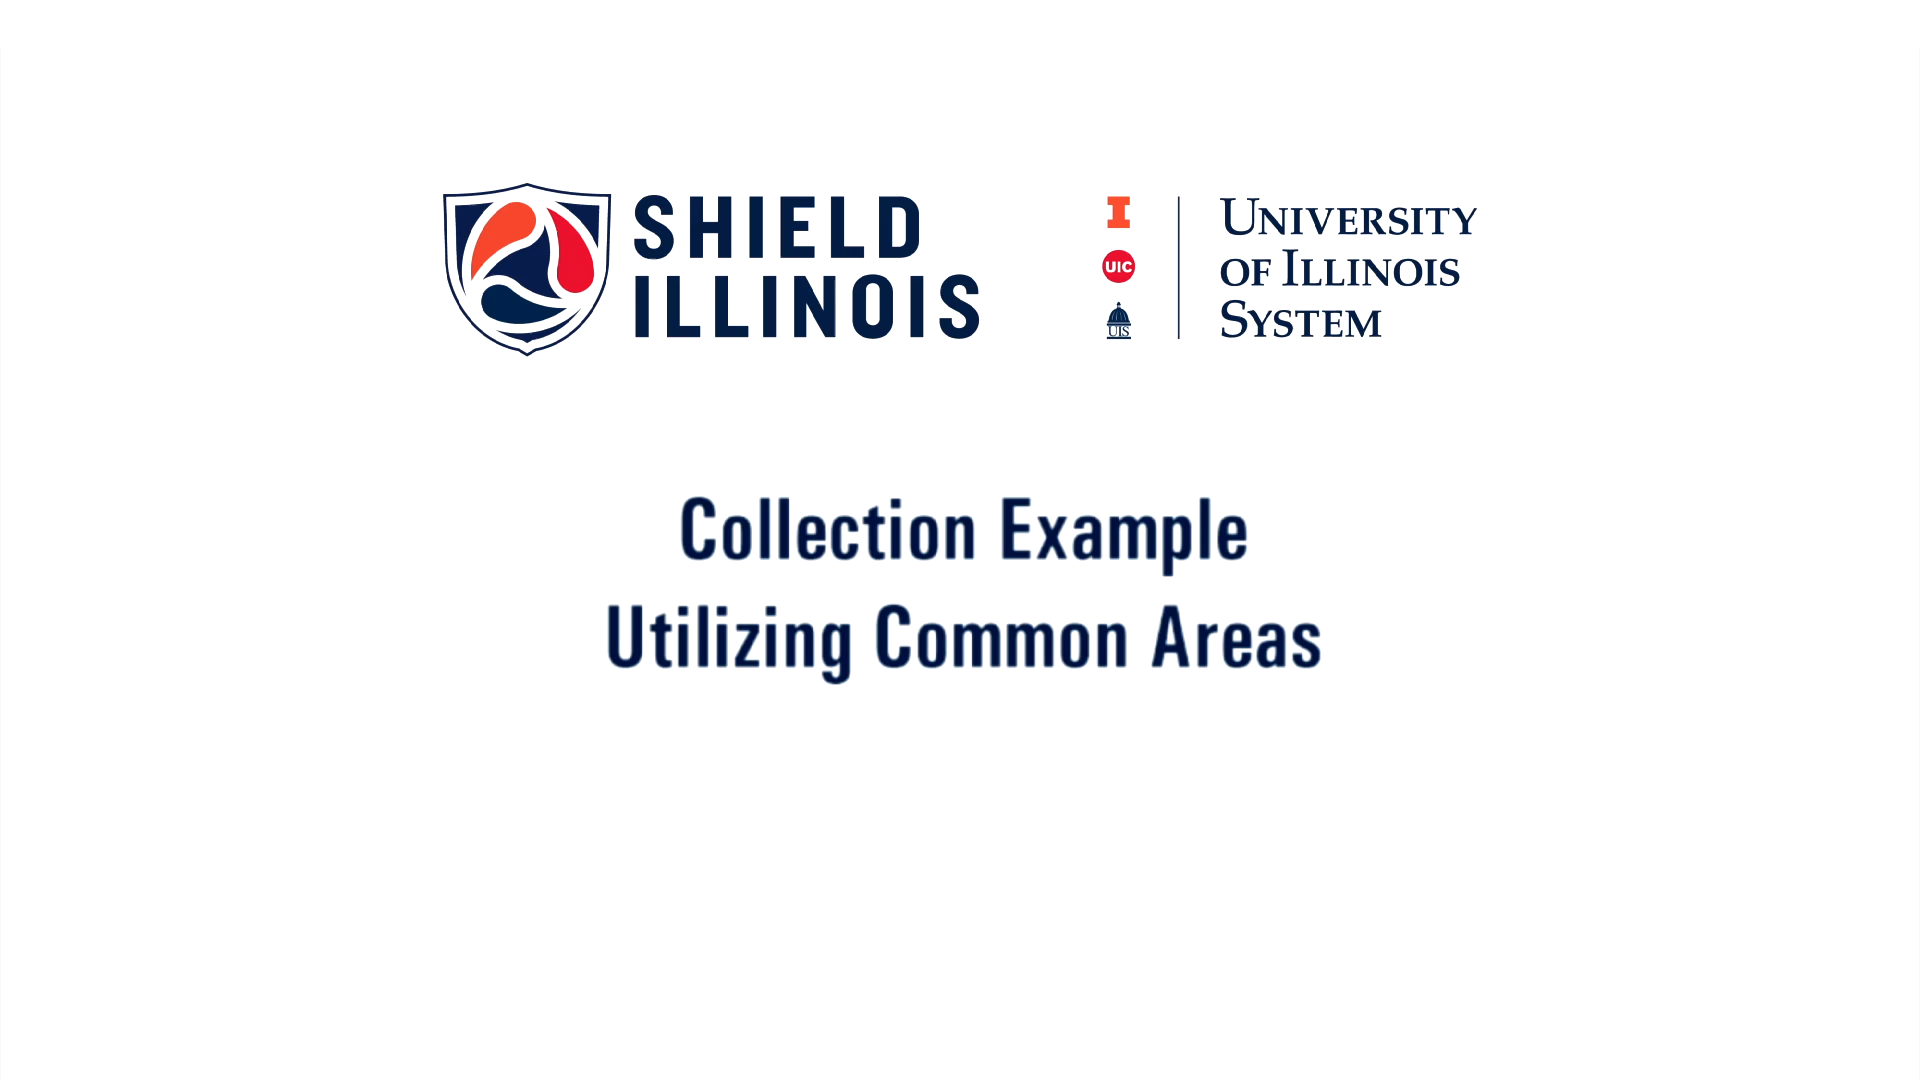 SHIELD
ILLINOIS
I
UIC
UIS
UNIVERSITY
OF ILLINOIS
SYSTEM
Collection Example
Utilizing Common Areas